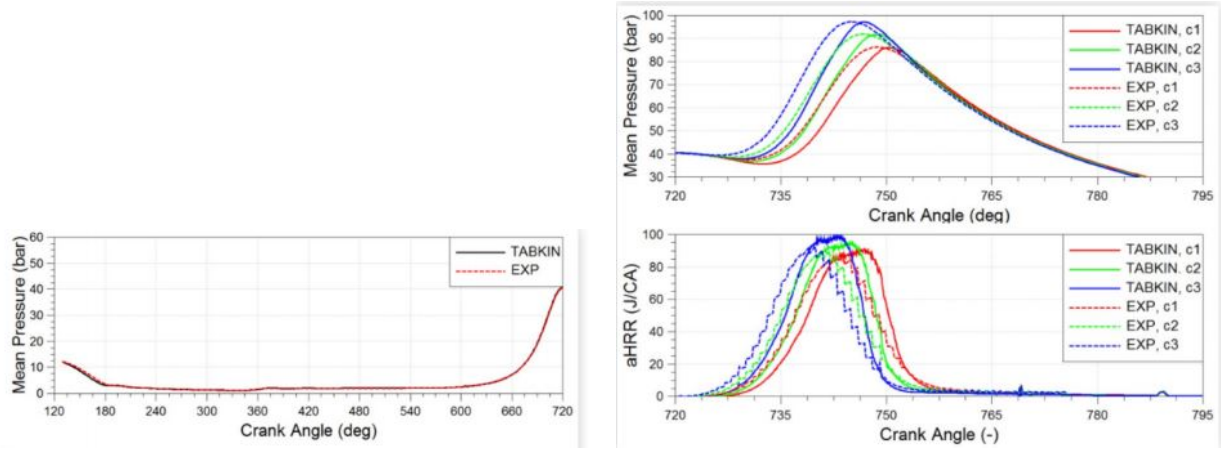 Mean Pressure (bar)
100
90
80
70
60
50
40
30
720
735
750
765
780
795
Crank Angle (deg)
TABKIN, c1
TABKIN, c2
TABKIN, c3
EXP, c1
EXP, c2
EXP, c3
Mean Pressure (bar)
60
50
40
30
20
10
0
120
180
240
300
360
420
480
540
600
660
720
Crank Angle (deg)
TABKIN
EXP
aHRR (J/CA)
100
80
60
40
20
0
720
735
750
765
780
795
Crank Angle (-)
TABKIN, c1
TABKIN. c2
TABKIN, c3
EXP, c1
EXP, c2
EXP, c3